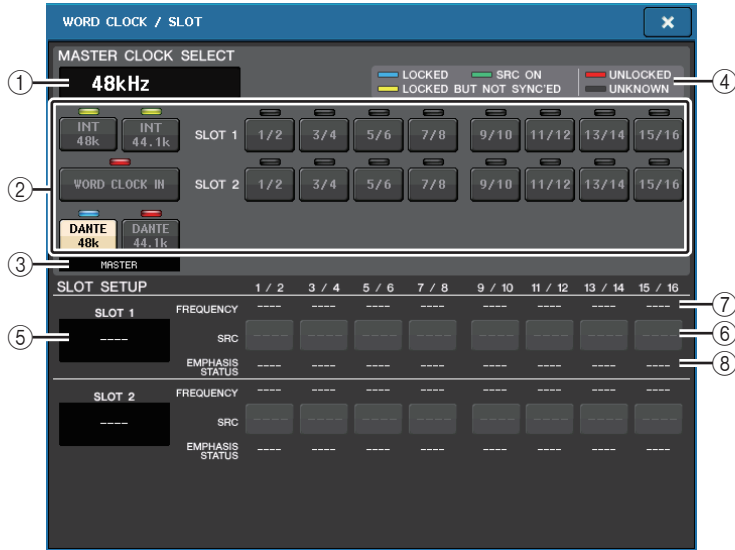 WORD CLOCK / SLOT ×
MASTER CLOCK SELECT
① 48kHz
LOCKED SRC ON UNLOCKED ④
LOCKED BUT NOT SYNC'ED UNKNOWN
INT 48k INT 44.1k SLOT 1 1/2 3/4 5/6 7/8 9/10 11/12 13/14 15/16
② WORD CLOCK IN SLOT 2 1/2 3/4 5/6 7/8 9/10 11/12 13/14 15/16
DANTE 48k DANTE 44.1k
③ MASTER
SLOT SETUP 1 / 2 3 / 4 5 / 6 7 / 8 9 / 10 11 / 12 13 / 14 15 / 16
SLOT 1 FREQUENCY ---- ---- ---- ---- ---- ---- ---- ---- ⑦
⑤ ---- SRC ---- ---- ---- ---- ---- ---- ---- ---- ⑥
EMPHASIS STATUS ---- ---- ---- ---- ---- ---- ---- ---- ⑧
SLOT 2 FREQUENCY ---- ---- ---- ---- ---- ---- ---- ----
---- SRC ---- ---- ---- ---- ---- ---- ---- ----
EMPHASIS STATUS ---- ---- ---- ---- ---- ---- ---- ----